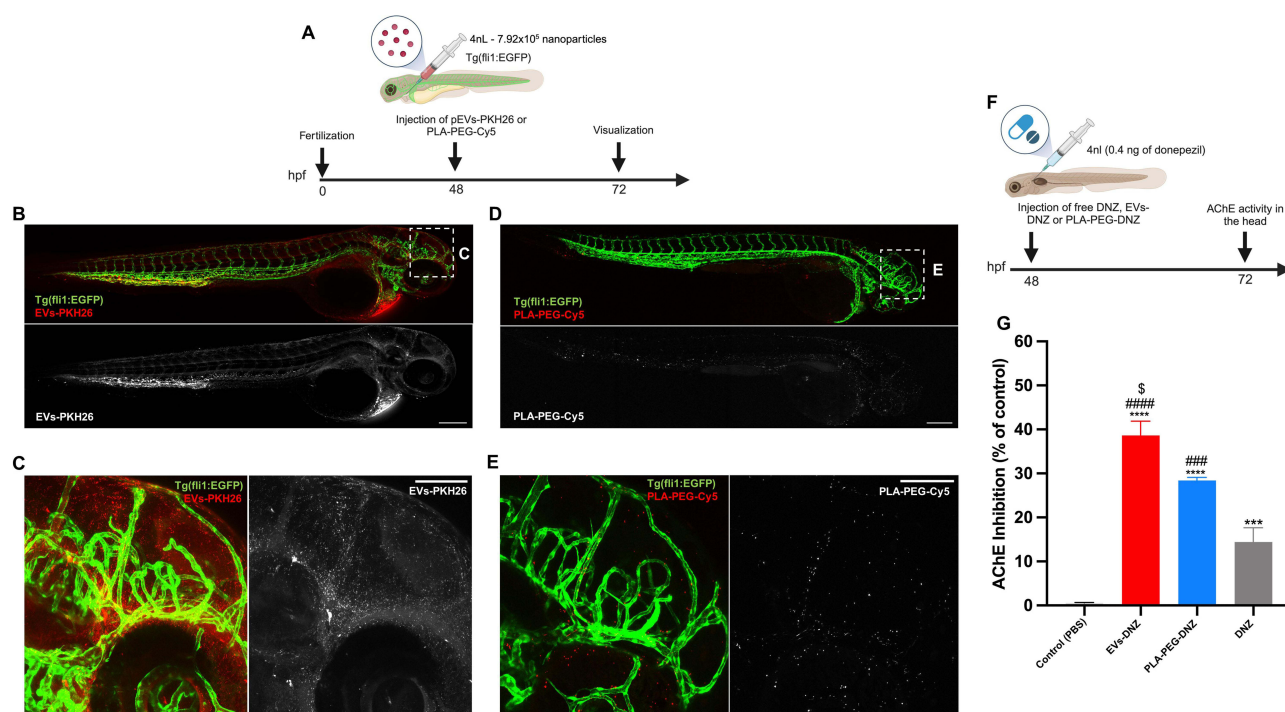 A
4nL - 7.92x10⁵ nanoparticles
Tg(fli1:EGFP)
Injection of pEVs-PKH26 or
PLA-PEG-Cy5
Fertilization
Visualization
hpf
0
48
72
B
C
Tg(fli1:EGFP)
EVs-PKH26
EVs-PKH26
D
E
Tg(fli1:EGFP)
PLA-PEG-Cy5
PLA-PEG-Cy5
C
Tg(fli1:EGFP)
EVs-PKH26
EVs-PKH26
E
Tg(fli1:EGFP)
PLA-PEG-Cy5
PLA-PEG-Cy5
F
4nl (0.4 ng of donepezil)
Injection of free DNZ, EVs-
DNZ or PLA-PEG-DNZ
AChE activity in
the head
hpf
48
72
G
AChE Inhibition (% of control)
60
50
40
30
20
10
0
$
####
****
###
****
***
Control (PBS)
EVs-DNZ
PLA-PEG-DNZ
DNZ